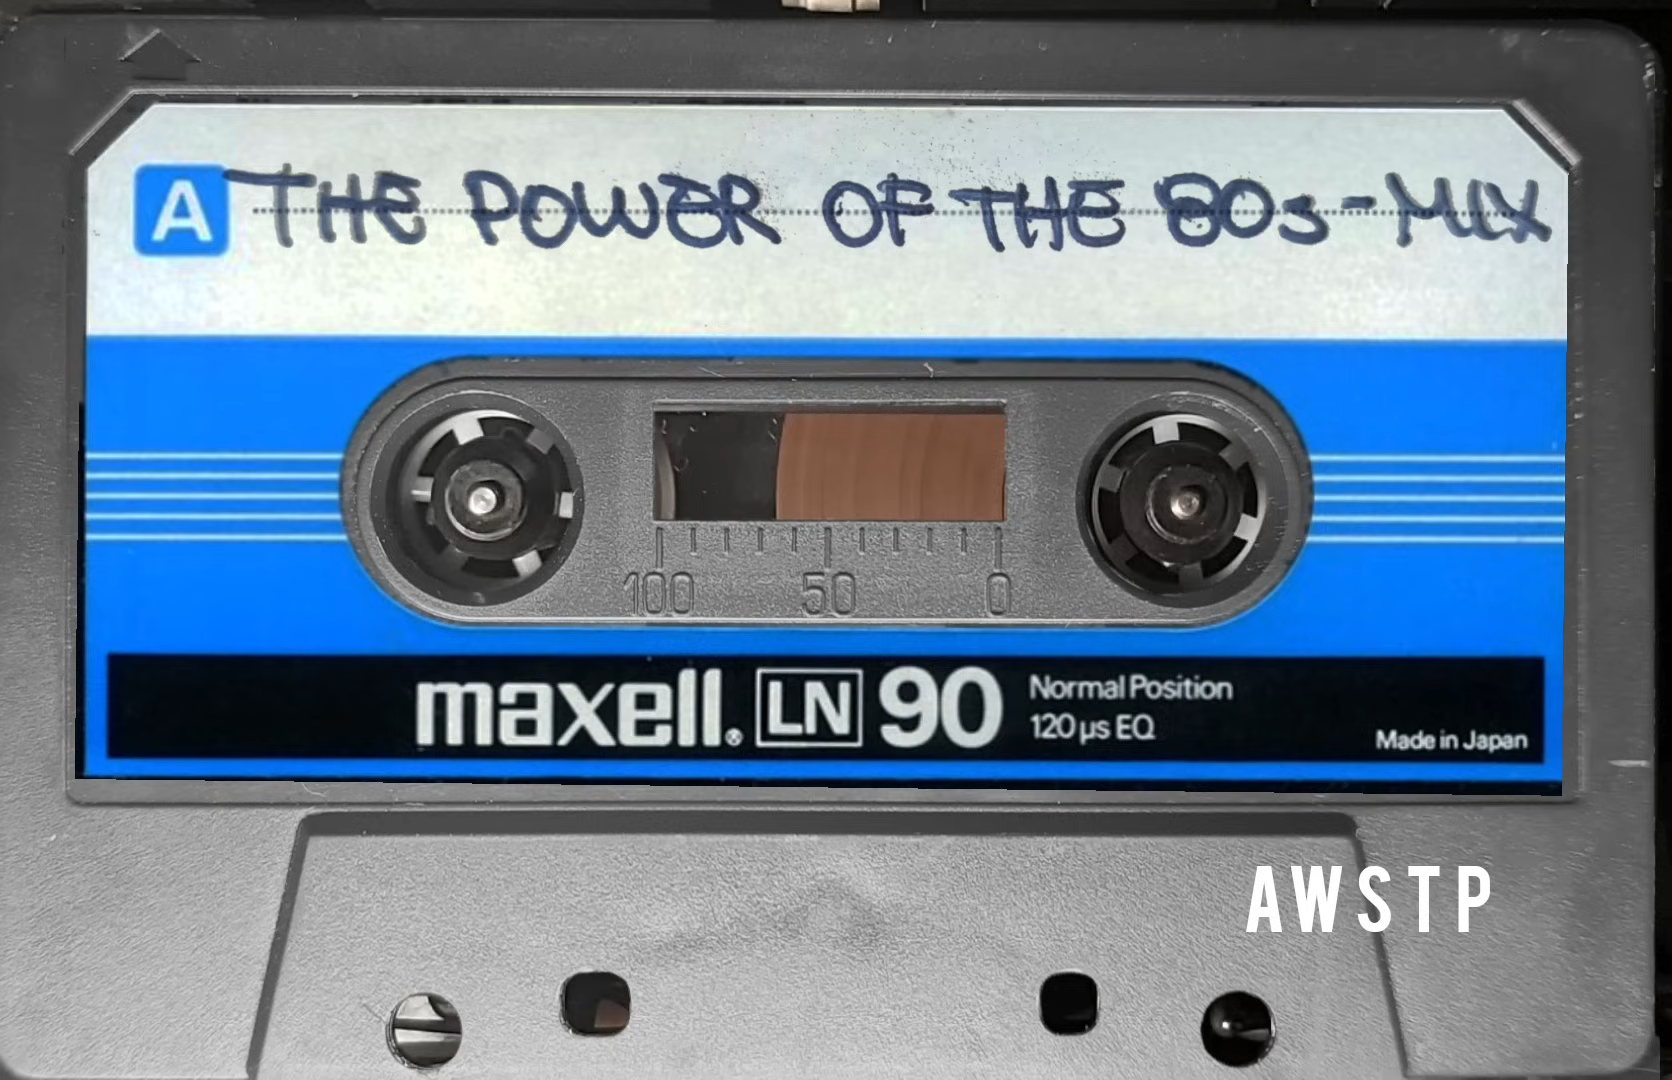 A THE POWER OF THE 80s-MIX
100 50 0
maxell® LN 90 Normal Position
120 µs EQ
Made in Japan
AWSTP